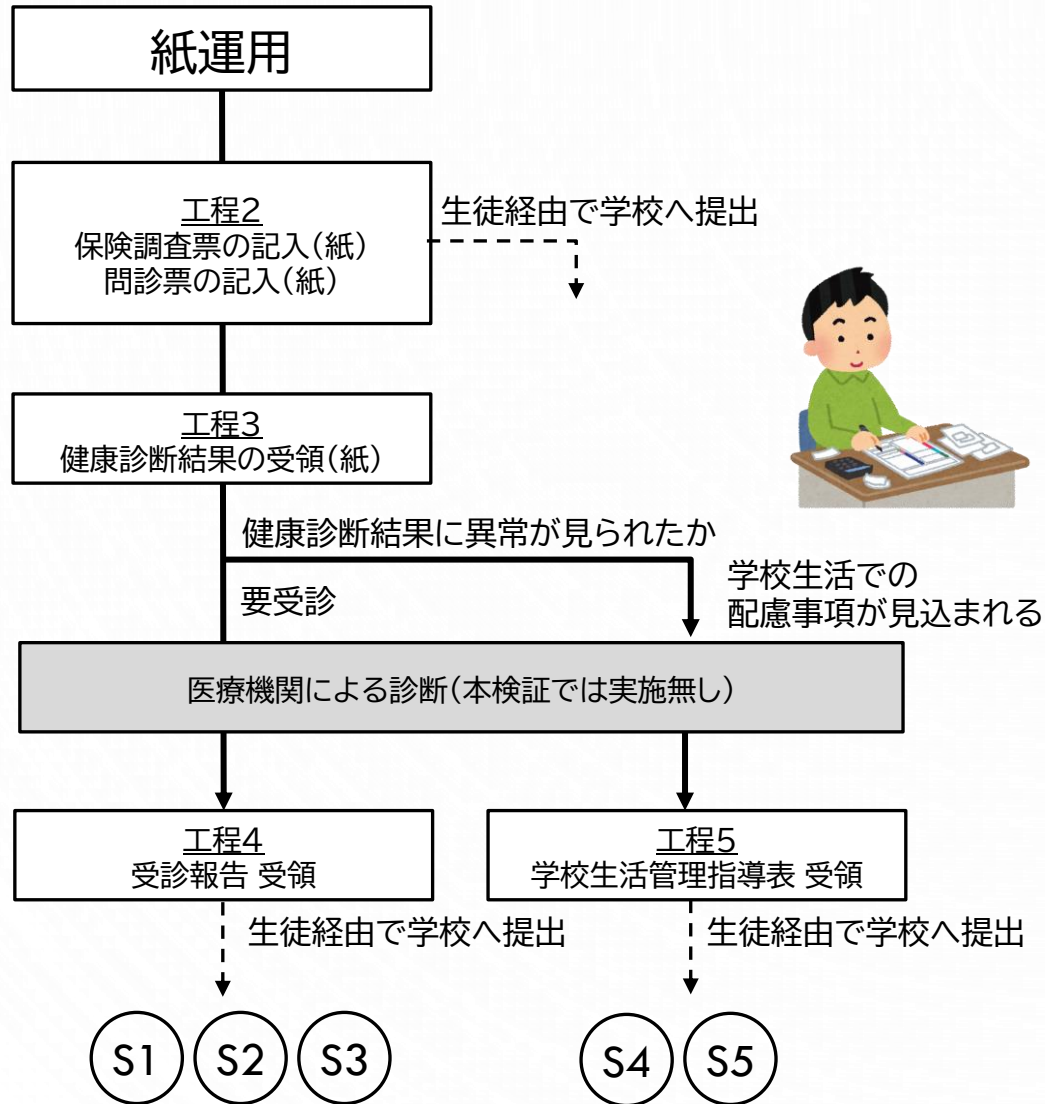 紙運用
工程2
保険調査票の記入(紙)
問診票の記入(紙)
生徒経由で学校へ提出
工程3
健康診断結果の受領(紙)
健康診断結果に異常が見られたか
要受診
学校生活での
配慮事項が見込まれる
医療機関による診断(本検証では実施無し)
工程4
受診報告 受領
工程5
学校生活管理指導表 受領
生徒経由で学校へ提出
生徒経由で学校へ提出
S1 S2 S3
S4 S5